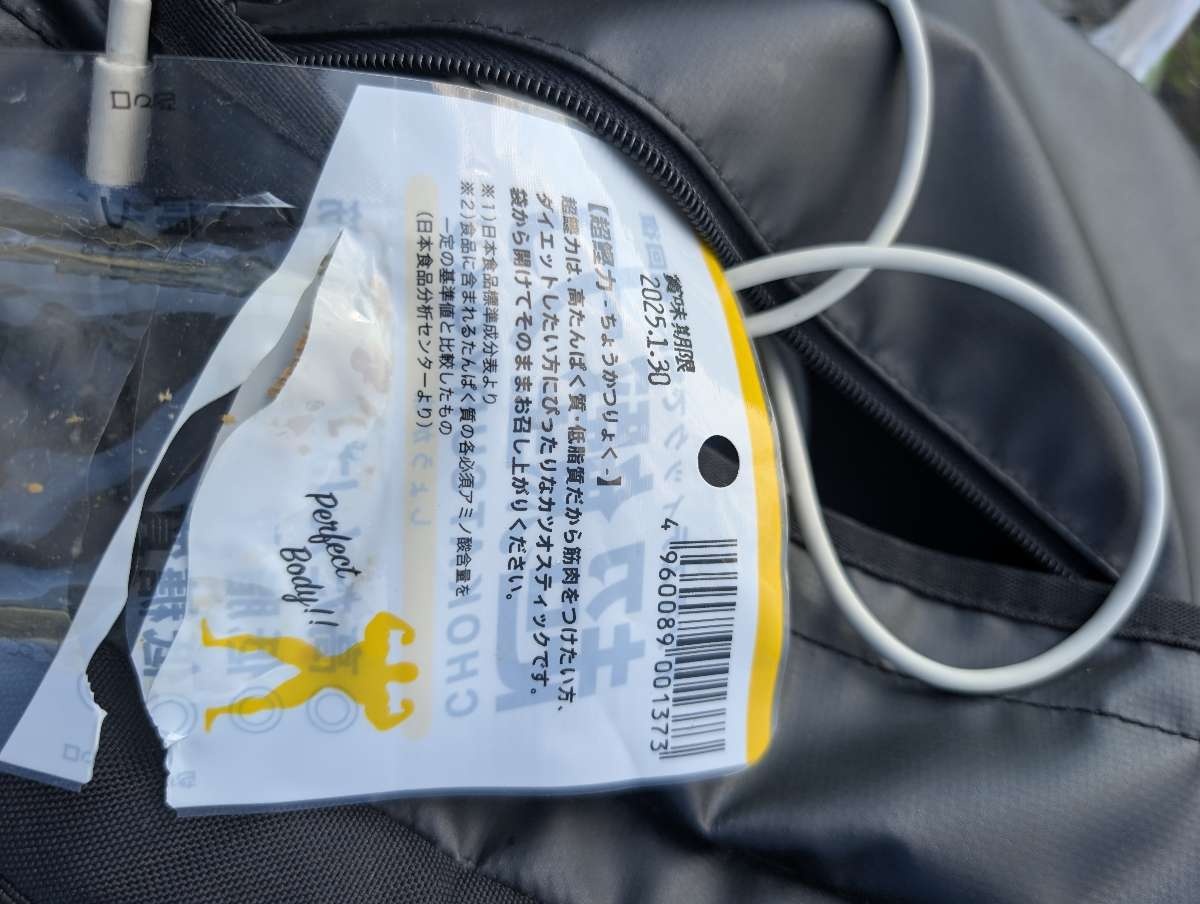 賞味期限
2025.1.30
【超鰹力 - ちょうかつりょく -】
超鰹力は、高たんぱく質・低脂質だから筋肉をつけたい方、
ダイエットしたい方にぴったりなカツオスティックです。
袋から開けてそのままお召し上がりください。
※1)日本食品標準成分表より
※2)食品に含まれるたんぱく質の各必須アミノ酸含量を
一定の基準値と比較したもの
(日本食品分析センターより)
Perfect
Body!!
4 960089 001373